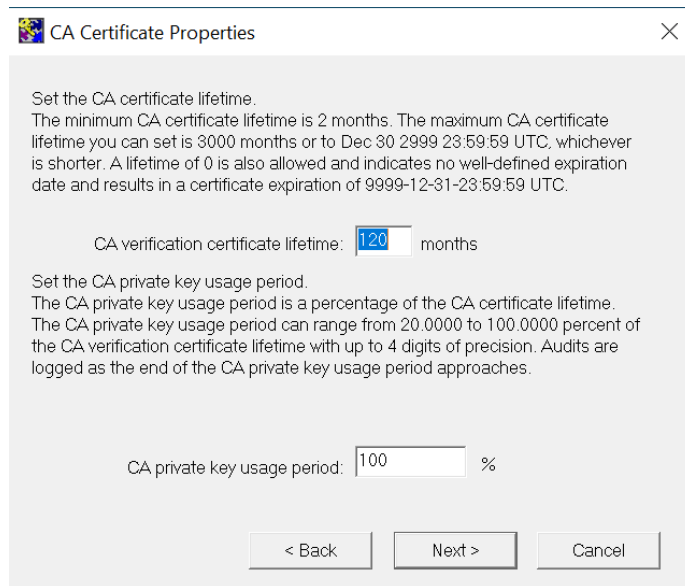 CA Certificate Properties
Set the CA certificate lifetime.
The minimum CA certificate lifetime is 2 months. The maximum CA certificate
lifetime you can set is 3000 months or to Dec 30 2999 23:59:59 UTC, whichever
is shorter. A lifetime of 0 is also allowed and indicates no well-defined expiration
date and results in a certificate expiration of 9999-12-31-23:59:59 UTC.
CA verification certificate lifetime: 120 months
Set the CA private key usage period.
The CA private key usage period is a percentage of the CA certificate lifetime.
The CA private key usage period can range from 20.0000 to 100.0000 percent of
the CA verification certificate lifetime with up to 4 digits of precision. Audits are
logged as the end of the CA private key usage period approaches.
CA private key usage period: 100 %
< Back Next > Cancel